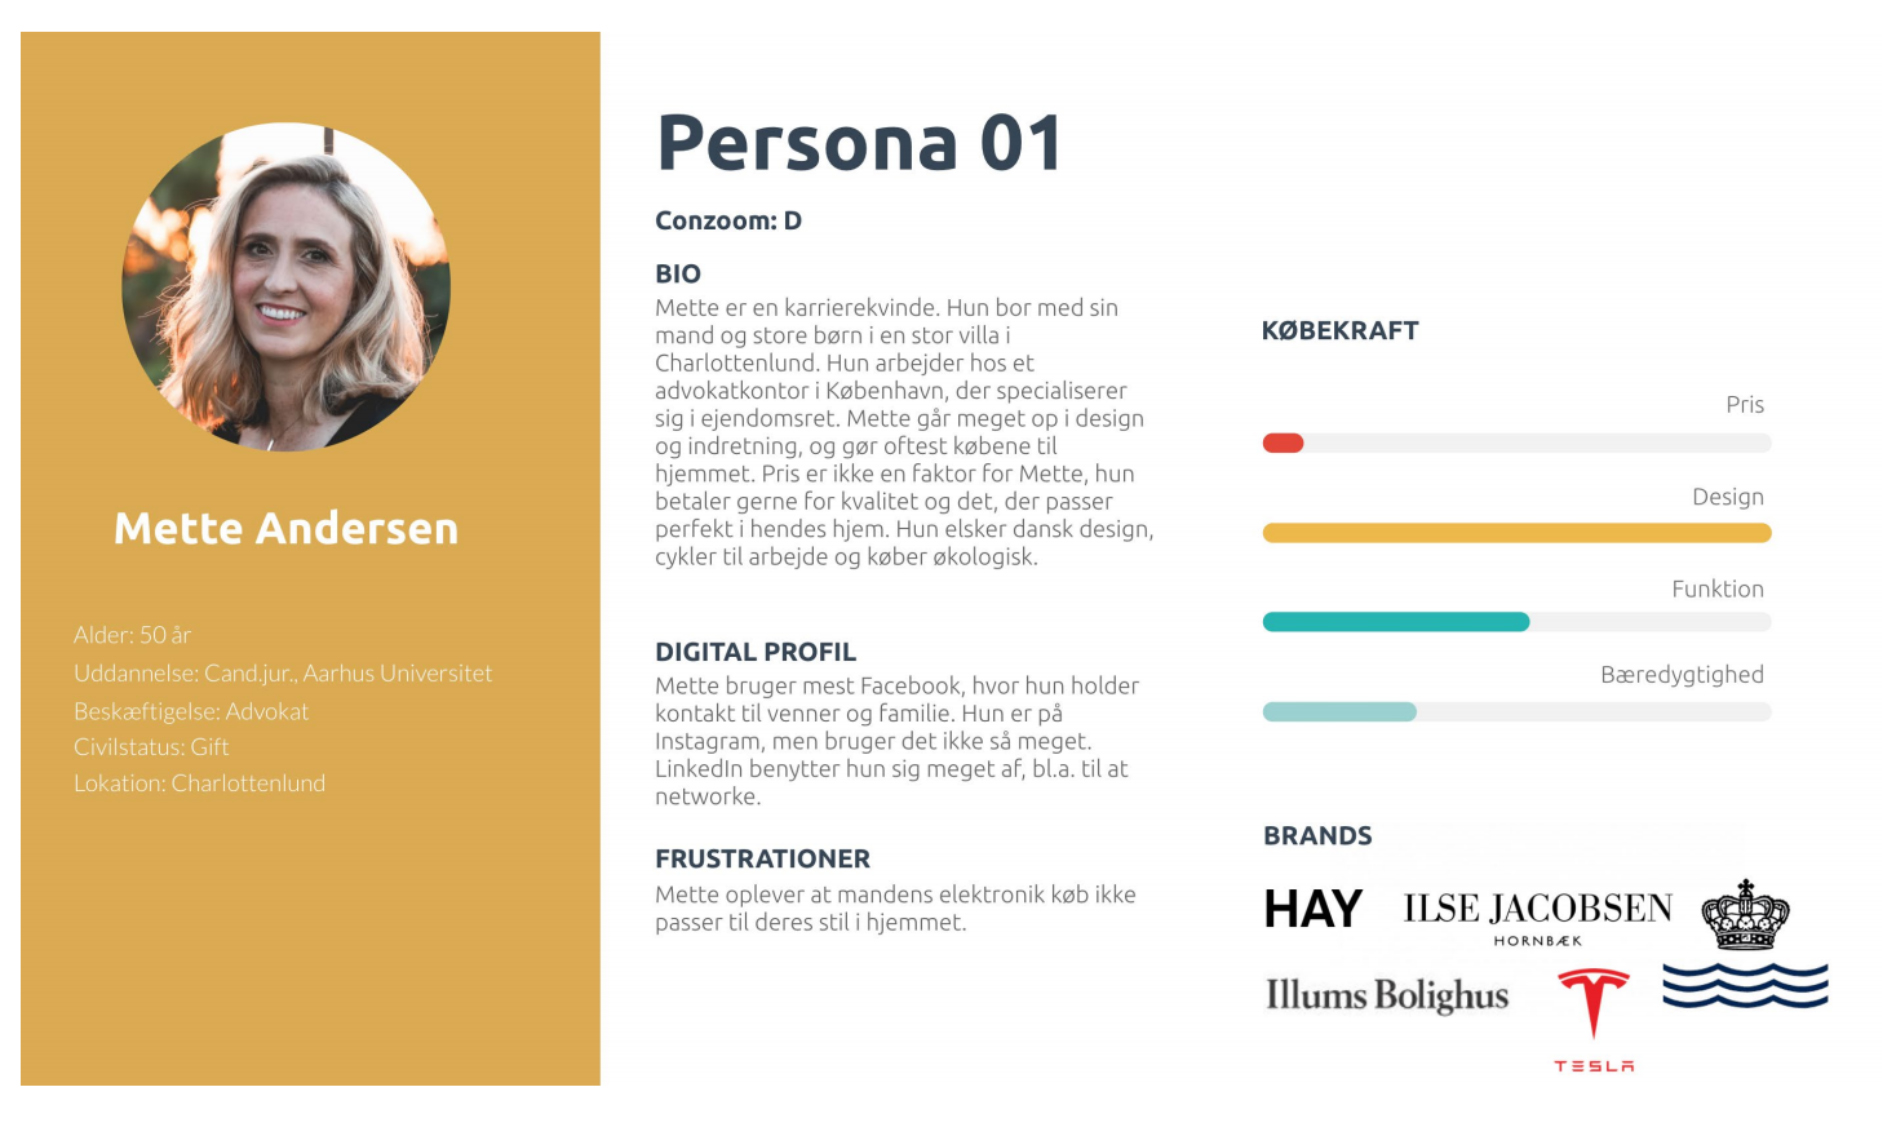 Mette Andersen
Alder: 50 år
Uddannelse: Cand.jur., Aarhus Universitet
Beskæftigelse: Advokat
Civilstatus: Gift
Lokation: Charlottenlund
Persona 01
Conzoom: D
BIO
Mette er en karrierekvinde. Hun bor med sin
mand og store børn i en stor villa i
Charlottenlund. Hun arbejder hos et
advokatkontor i København, der specialiserer
sig i ejendomsret. Mette går meget op i design
og indretning, og gør oftest købene til
hjemmet. Pris er ikke en faktor for Mette, hun
betaler gerne for kvalitet og det, der passer
perfekt i hendes hjem. Hun elsker dansk design,
cykler til arbejde og køber økologisk.
DIGITAL PROFIL
Mette bruger mest Facebook, hvor hun holder
kontakt til venner og familie. Hun er på
Instagram, men bruger det ikke så meget.
LinkedIn benytter hun sig meget af, bl.a. til at
networke.
FRUSTRATIONER
Mette oplever at mandens elektronik køb ikke
passer til deres stil i hjemmet.
KØBEKRAFT
Pris
Design
Funktion
Bæredygtighed
BRANDS
HAY
ILSE JACOBSEN
HORNBÆK
Illums Bolighus
TESLA